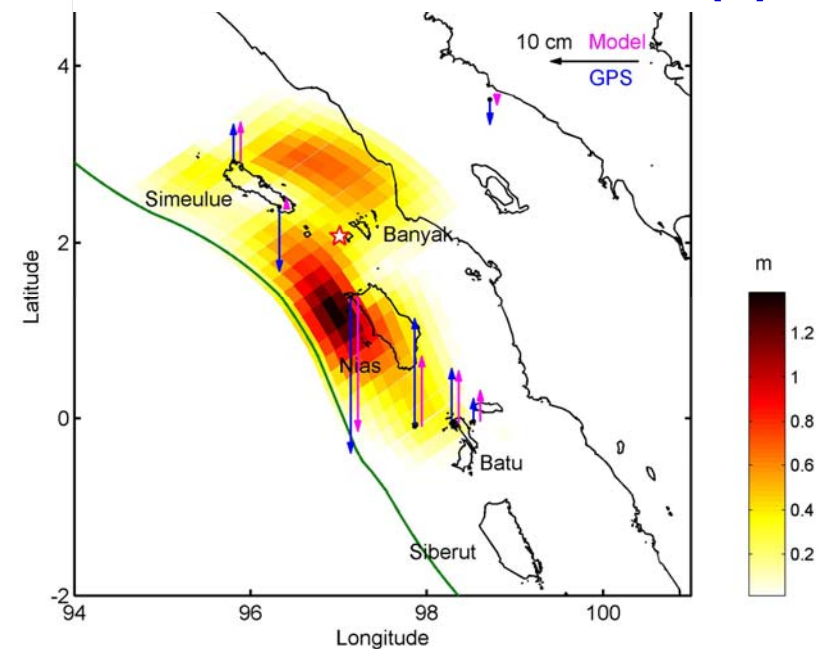 10 cm Model
GPS
4
Simeulue
Banyak
2
Latitude
m
1.2
1
0.8
0.6
0.4
0.2
Nias
0
Batu
Siberut
-2
94 96 98 100
Longitude